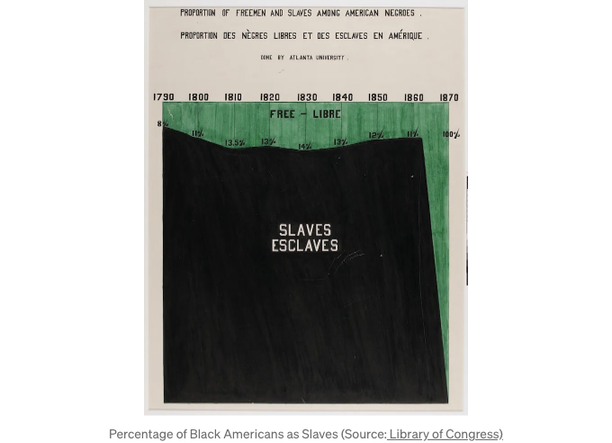 PROPORTION OF FREEMEN AND SLAVES AMONG AMERICAN NEGROES .
PROPORTION DES NÈGRES LIBRES ET DES ESCLAVES EN AMÉRIQUE .
DONE BY ATLANTA UNIVERSITY .
1790 1800 1810 1820 1830 1840 1850 1860 1870
FREE – LIBRE
8% 11% 13.5% 13% 14% 13% 12% 11% 100%
SLAVES
ESCLAVES
Percentage of Black Americans as Slaves (Source: Library of Congress)